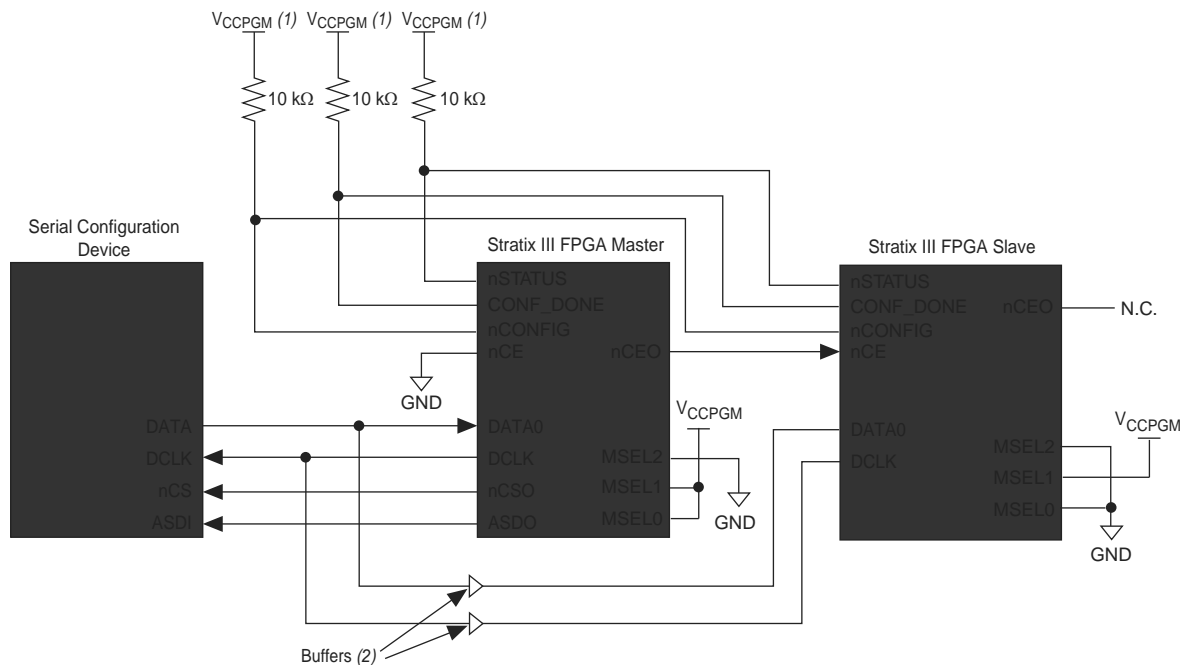 VCCPGM (1) VCCPGM (1) VCCPGM (1)
10 kΩ 10 kΩ 10 kΩ
Serial Configuration
Device
DATA
DCLK
nCS
ASDI
Stratix III FPGA Master
nSTATUS
CONF_DONE
nCONFIG
nCE
nCEO
GND
DATA0
DCLK
nCSO
ASDO
MSEL2
MSEL1
MSEL0
VCCPGM
GND
Stratix III FPGA Slave
nSTATUS
CONF_DONE
nCONFIG
nCE
nCEO
N.C.
DATA0
DCLK
MSEL2
MSEL1
MSEL0
VCCPGM
GND
Buffers (2)